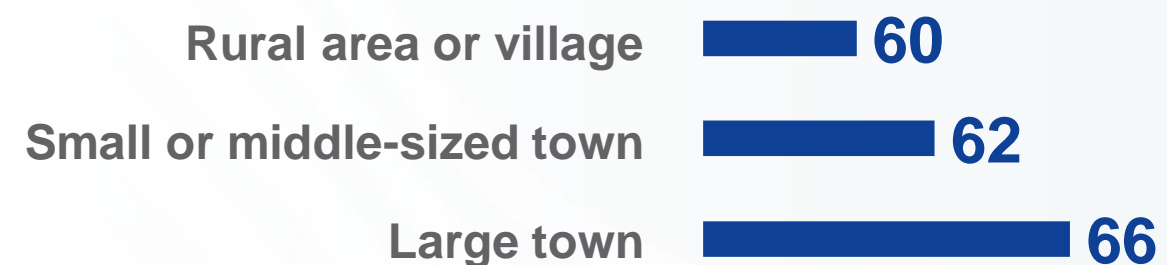 Rural area or village 60
Small or middle-sized town 62
Large town 66